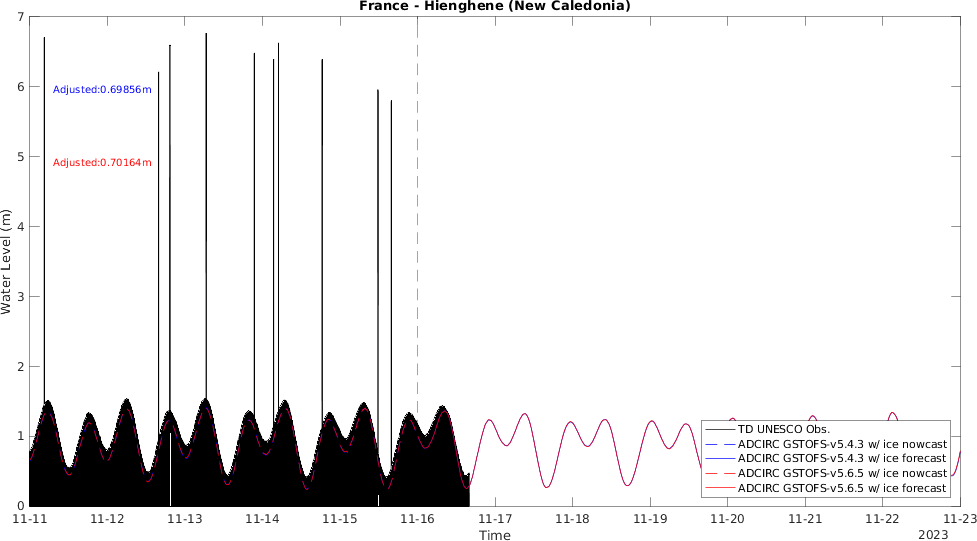 France - Hienghene (New Caledonia)
7
6
5
4
3
2
1
0
Water Level (m)
Adjusted:0.69856m
Adjusted:0.70164m
TD UNESCO Obs.
ADCIRC GSTOFS-v5.4.3 w/ ice nowcast
ADCIRC GSTOFS-v5.4.3 w/ ice forecast
ADCIRC GSTOFS-v5.6.5 w/ ice nowcast
ADCIRC GSTOFS-v5.6.5 w/ ice forecast
11-11 11-12 11-13 11-14 11-15 11-16 11-17 11-18 11-19 11-20 11-21 11-22 11-23
Time
2023